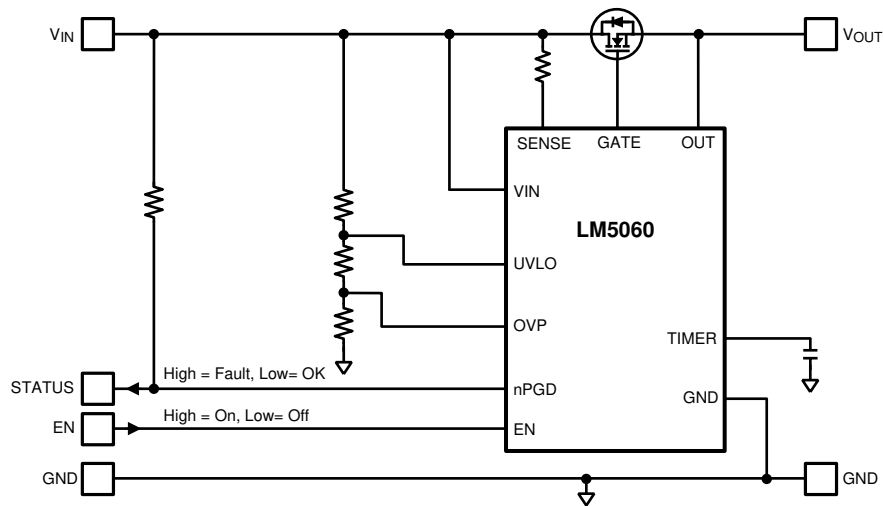 VIN
VOUT
SENSE GATE OUT
VIN
LM5060
UVLO
OVP
TIMER
STATUS
High = Fault, Low= OK
nPGD
GND
EN
High = On, Low= Off
EN
GND
GND